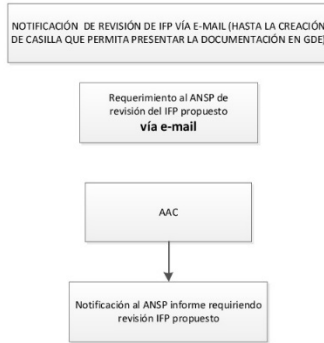 NOTIFICACIÓN DE REVISIÓN DE IFP VÍA E-MAIL (HASTA LA CREACIÓN
DE CASILLA QUE PERMITA PRESENTAR LA DOCUMENTACIÓN EN GDE)
Requerimiento al ANSP de
revisión del IFP propuesto
vía e-mail
AAC
Notificación al ANSP informe requiriendo
revisión IFP propuesto